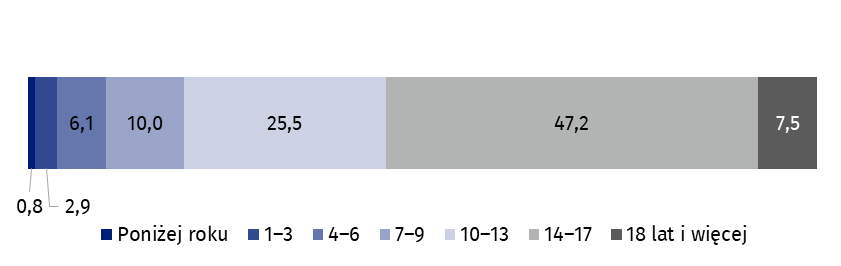 6,1 10,0 25,5 47,2 7,5
0,8 2,9
Poniżej roku 1–3 4–6 7–9 10–13 14–17 18 lat i więcej